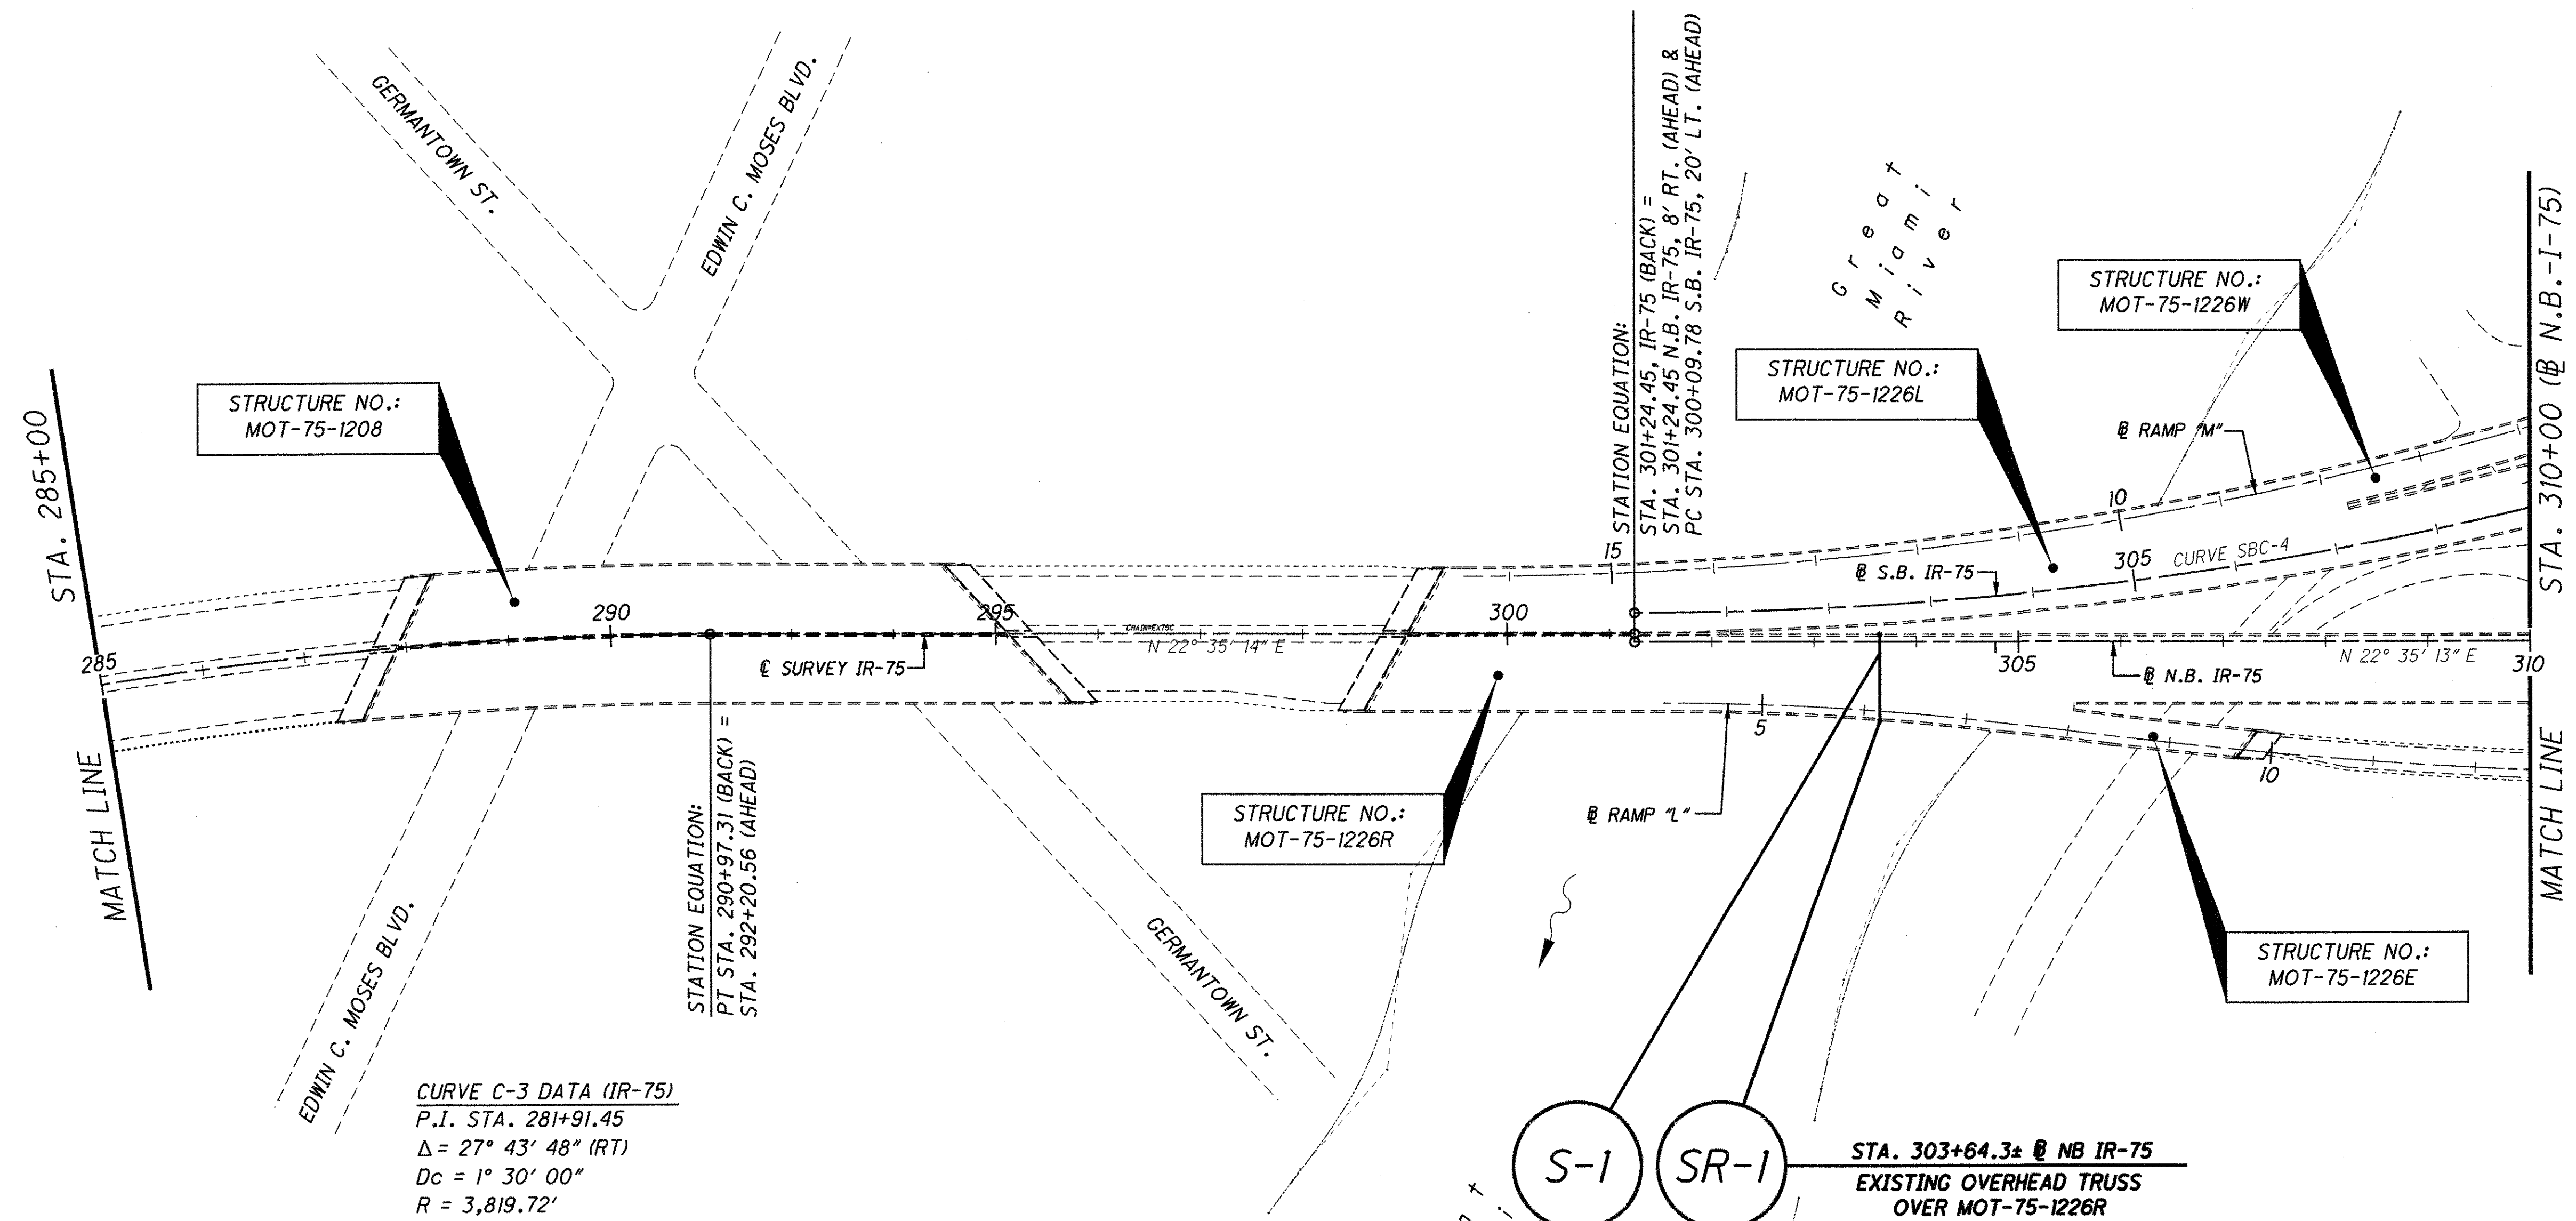 GERMANTOWN ST.
EDWIN C. MOSES BLVD.
STATION EQUATION:
STA. 301+24.45, IR-75 (BACK) =
STA. 301+24.45 N.B. IR-75, 8' RT. (AHEAD) &
PC STA. 300+09.78 S.B. IR-75, 20' LT. (AHEAD)
Great
Miami
River
STRUCTURE NO.:
MOT-75-1226W
STRUCTURE NO.:
MOT-75-1226L
STRUCTURE NO.:
MOT-75-1208
STA. 285+00
MATCH LINE
STA. 310+00 (℄ N.B.-I-75)
MATCH LINE
℄ RAMP "M"
10
15
305
CURVE SBC-4
℄ S.B. IR-75
285
290
295
300
CHAIN=EX75C
N 22° 35' 14" E
℄ SURVEY IR-75
305
N 22° 35' 13" E
310
℄ N.B. IR-75
5
10
℄ RAMP "L"
STATION EQUATION:
PT STA. 290+97.31 (BACK) =
STA. 292+20.56 (AHEAD)
STRUCTURE NO.:
MOT-75-1226R
STRUCTURE NO.:
MOT-75-1226E
GERMANTOWN ST.
EDWIN C. MOSES BLVD.
CURVE C-3 DATA (IR-75)
P.I. STA. 281+91.45
Δ = 27° 43' 48" (RT)
Dc = 1° 30' 00"
R = 3,819.72'
S-1
SR-1
STA. 303+64.3± ℄ NB IR-75
EXISTING OVERHEAD TRUSS
OVER MOT-75-1226R